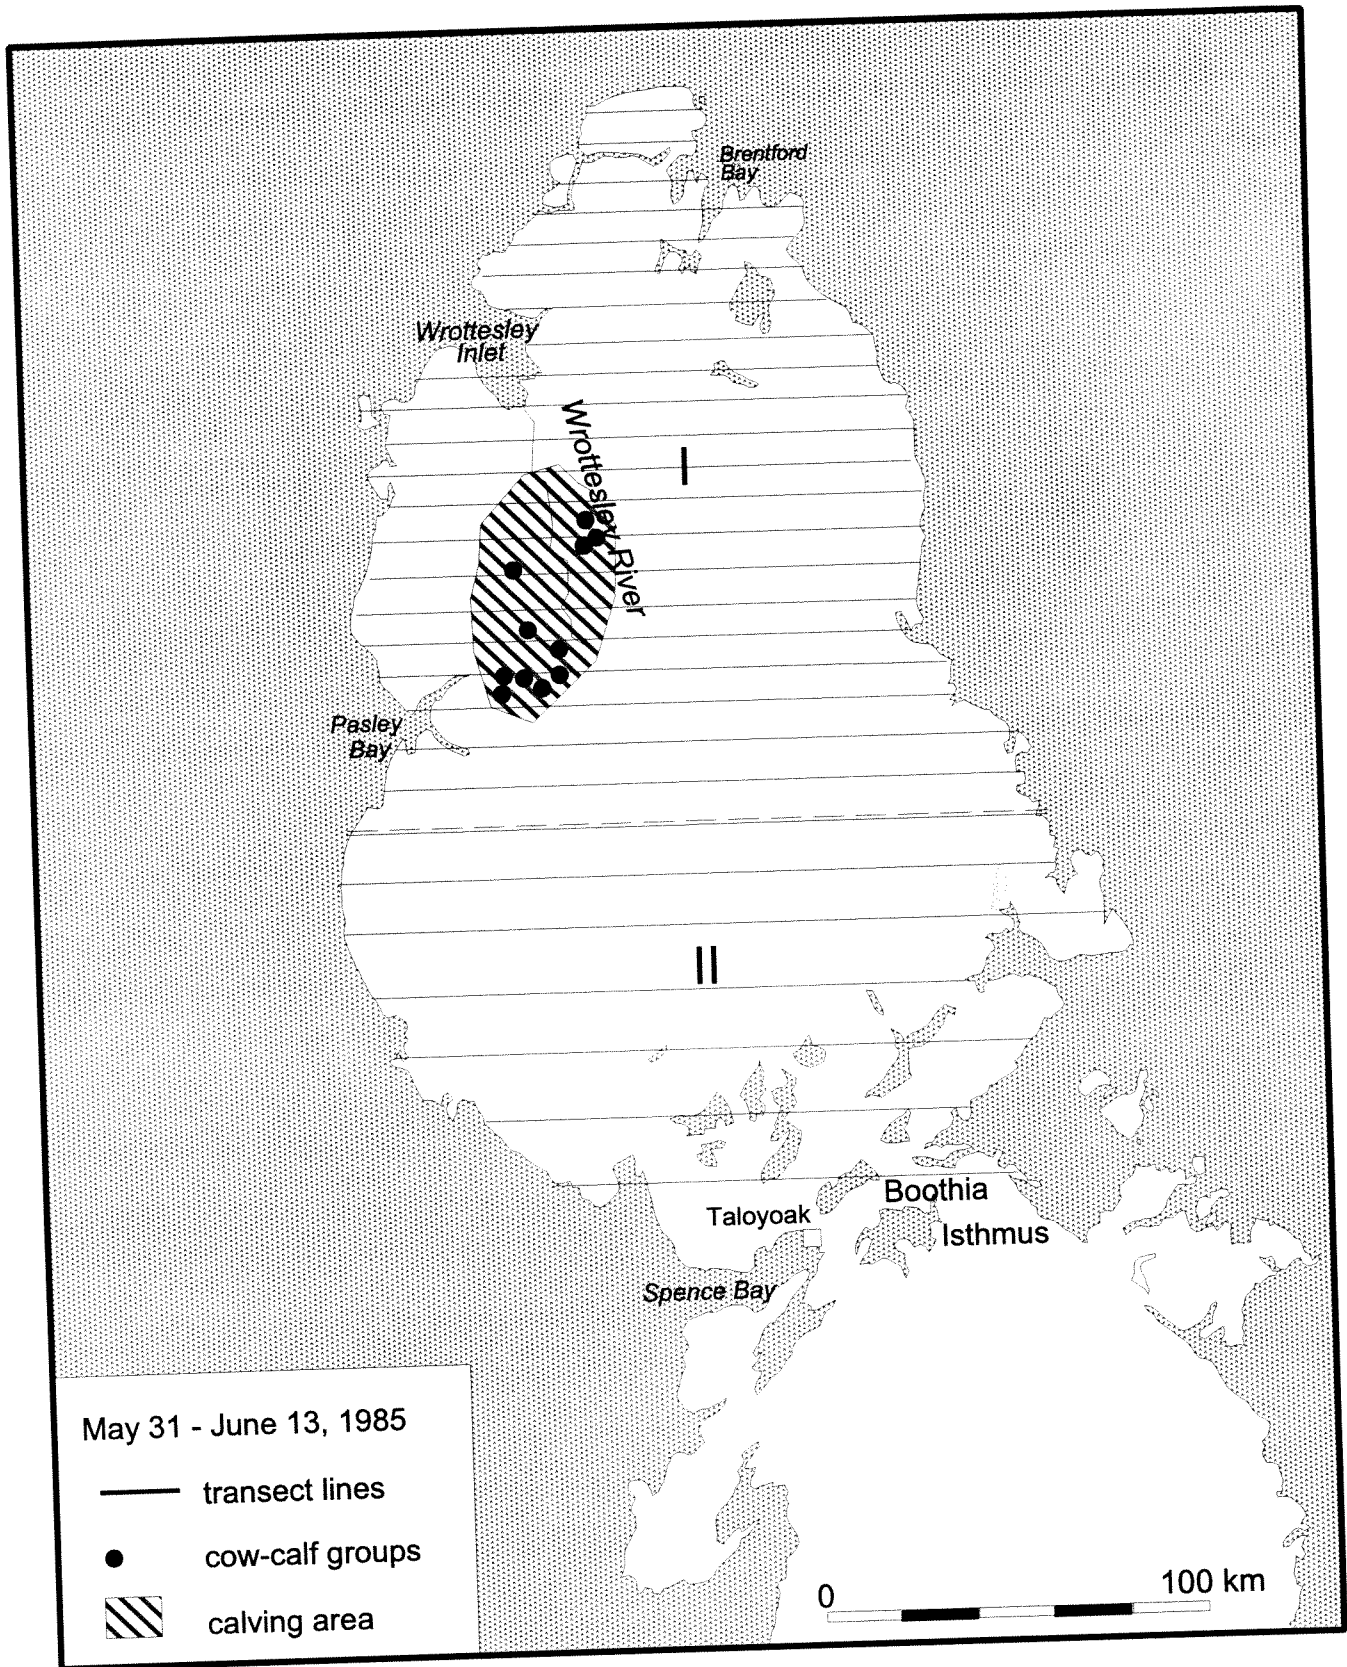 Brentford
Bay
Wrottesley
Inlet
Wrottesley River
I
Pasley
Bay
II
Boothia
Taloyoak
Isthmus
Spence Bay
May 31 - June 13, 1985
transect lines
cow-calf groups
calving area
0
100 km